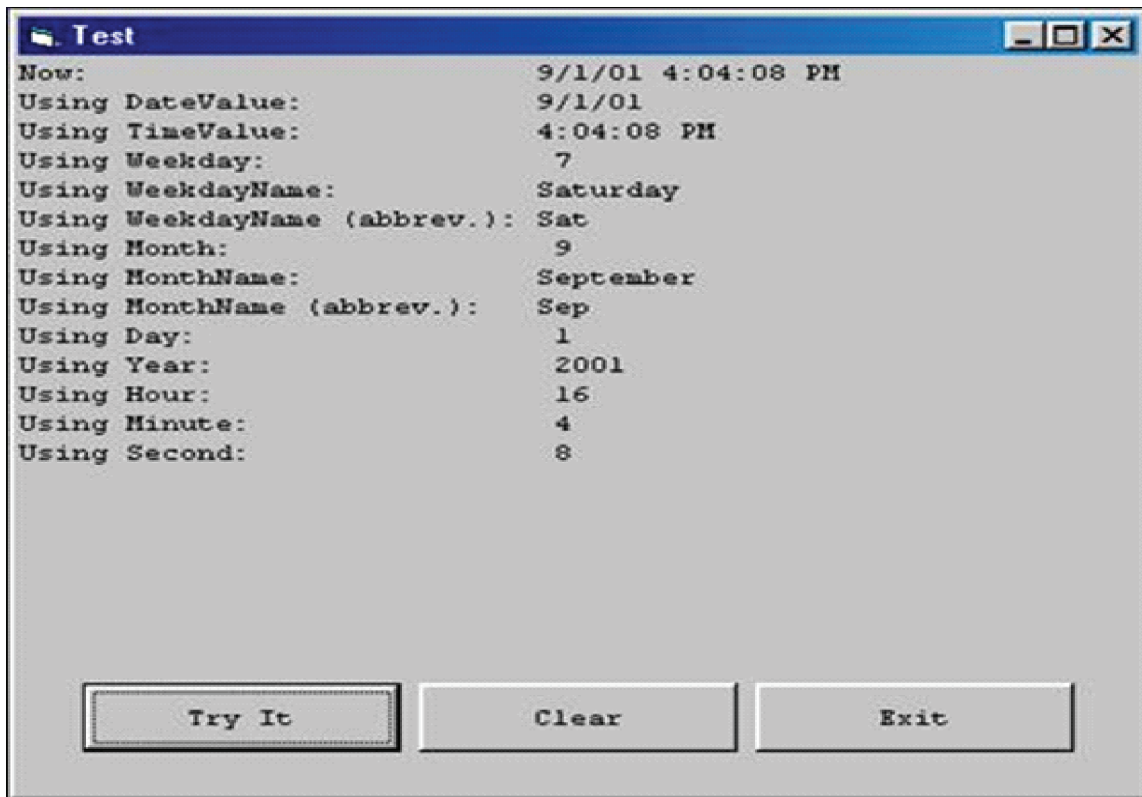 Test
Now: 9/1/01 4:04:08 PM
Using DateValue: 9/1/01
Using TimeValue: 4:04:08 PM
Using Weekday: 7
Using WeekdayName: Saturday
Using WeekdayName (abbrev.): Sat
Using Month: 9
Using MonthName: September
Using MonthName (abbrev.): Sep
Using Day: 1
Using Year: 2001
Using Hour: 16
Using Minute: 4
Using Second: 8
Try It Clear Exit